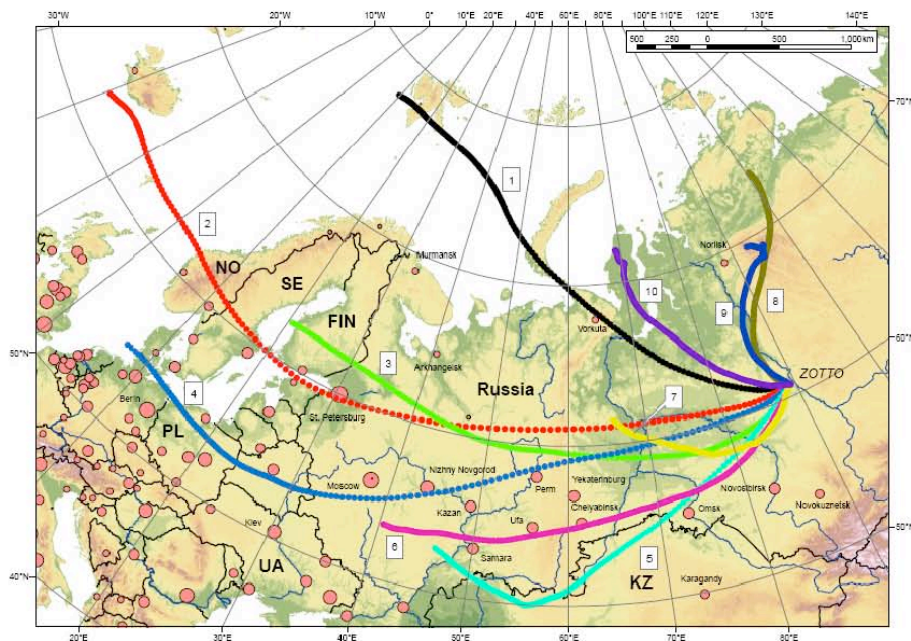 30°W 20°W 10°W 0° 10°E 20°E 30°E 40°E 50°E 60°E 80°E 100°E 110°E 120°E 130°E 140°E
500 250 0 500 1,000 km
70°N
1
2
Murmansk
NO
Norilsk
SE
10
FIN
9
8
Vorkuta
60°N
50°N
3
Arkhangelsk
ZOTTO
Russia
4
Berlin
7
St. Petersburg
PL
Moscow
Nizhny Novgorod
Perm
Yekaterinburg
Novosibirsk
Novokuznetsk
Kazan
Ufa
Chelyabinsk
Omsk
50°N
Kiev
6
Samara
5
UA
KZ
Karagandy
40°N
20°E 30°E 40°E 50°E 60°E 70°E 80°E